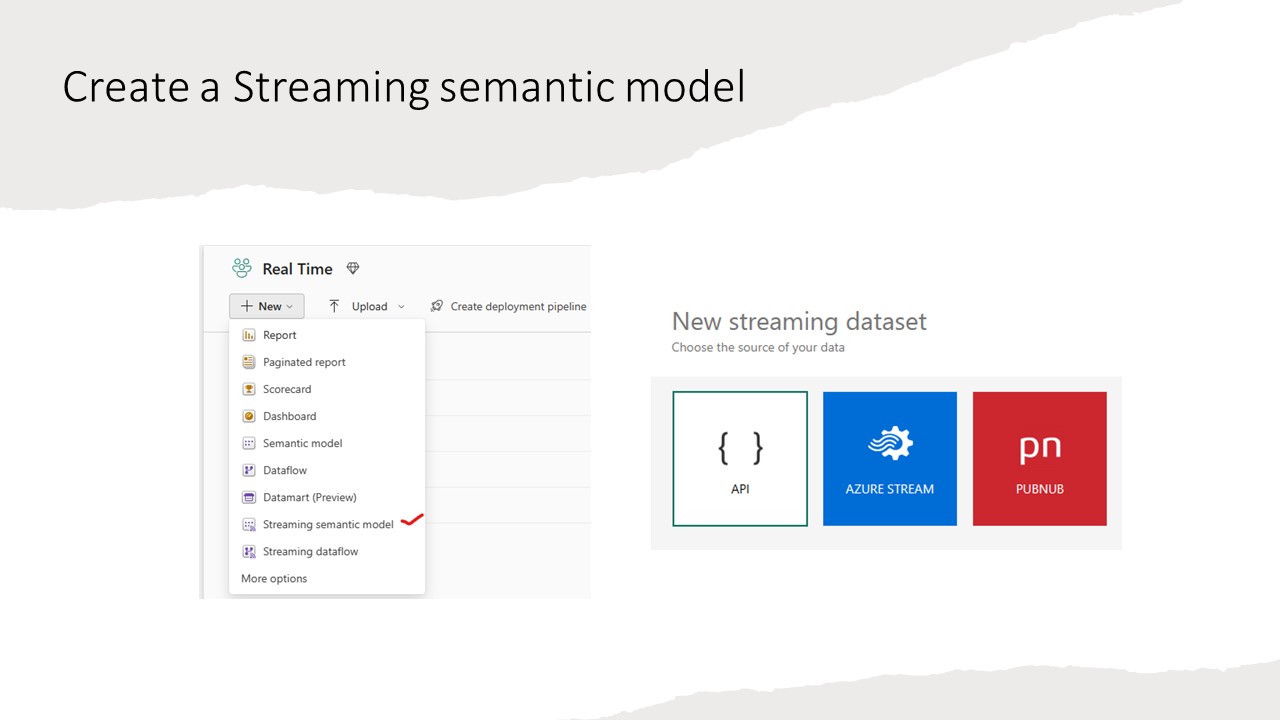 Create a Streaming semantic model
Real Time
New
Upload
Create deployment pipeline
Report
Paginated report
Scorecard
Dashboard
Semantic model
Dataflow
Datamart (Preview)
Streaming semantic model
Streaming dataflow
More options
New streaming dataset
Choose the source of your data
{ }
API
AZURE STREAM
pn
PUBNUB